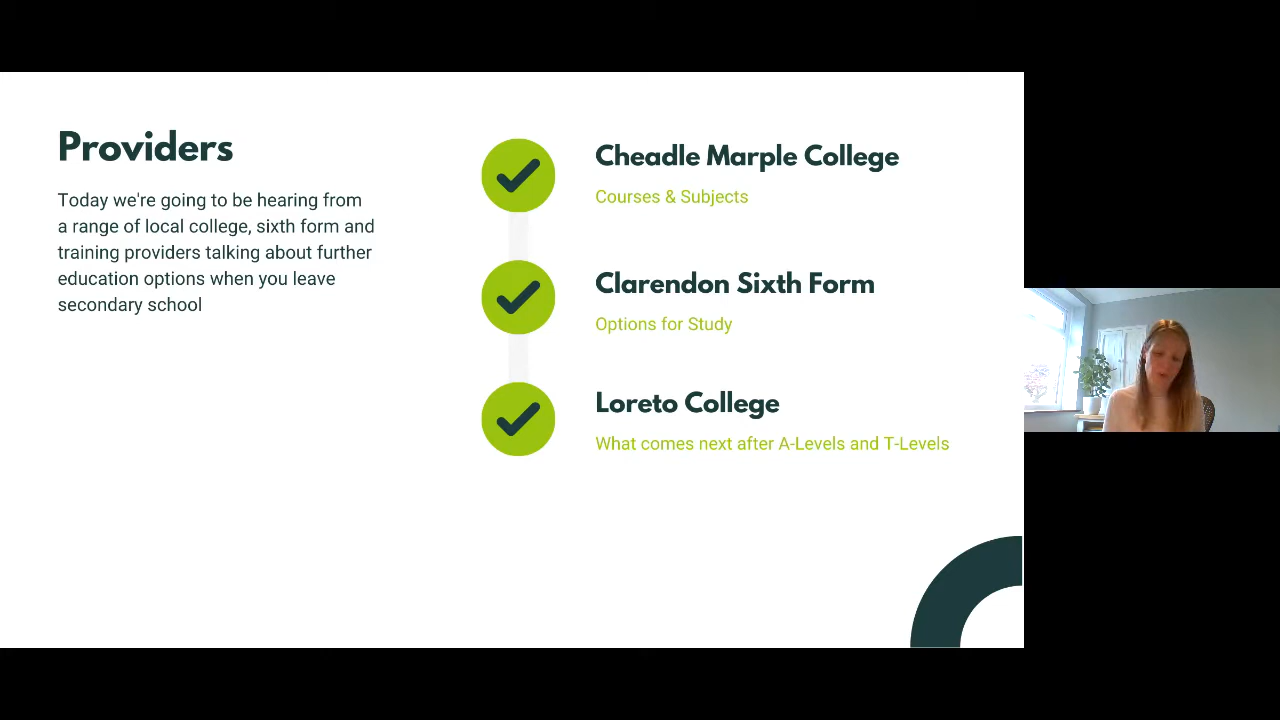 Providers
Today we're going to be hearing from
a range of local college, sixth form and
training providers talking about further
education options when you leave
secondary school
Cheadle Marple College
Courses & Subjects
Clarendon Sixth Form
Options for Study
Loreto College
What comes next after A-Levels and T-Levels